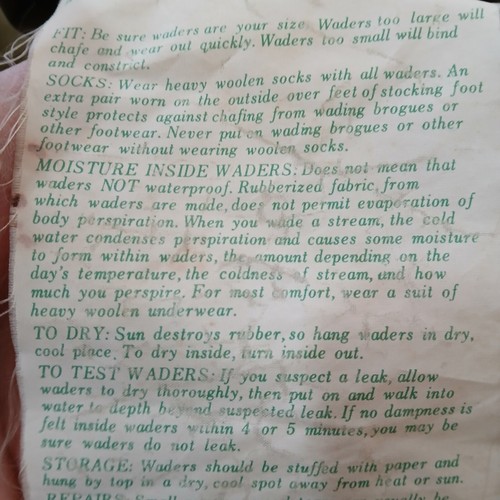 FIT: Be sure waders are your size. Waders too large will
chafe and wear out quickly. Waders too small will bind
and constrict.
SOCKS: Wear heavy woolen socks with all waders. An
extra pair worn on the outside over feet of stocking foot
style protects against chafing from wading brogues or
other footwear. Never put on wading brogues or other
footwear without wearing woolen socks.
MOISTURE INSIDE WADERS: Does not mean that
waders NOT waterproof. Rubberized fabric, from
which waders are made, does not permit evaporation of
body perspiration. When you wade a stream, the cold
water condenses perspiration and causes some moisture
to form within waders, the amount depending on the
day's temperature, the coldness of stream, and how
much you perspire. For most comfort, wear a suit of
heavy woolen underwear.
TO DRY: Sun destroys rubber, so hang waders in dry,
cool place. To dry inside, turn inside out.
TO TEST WADERS: If you suspect a leak, allow
waders to dry thoroughly, then put on and walk into
water to depth beyond suspected leak. If no dampness is
felt inside waders within 4 or 5 minutes, you may be
sure waders do not leak.
STORAGE: Waders should be stuffed with paper and
hung by top in a dry, cool spot away from heat or sun.
REPAIRS: Small usually be